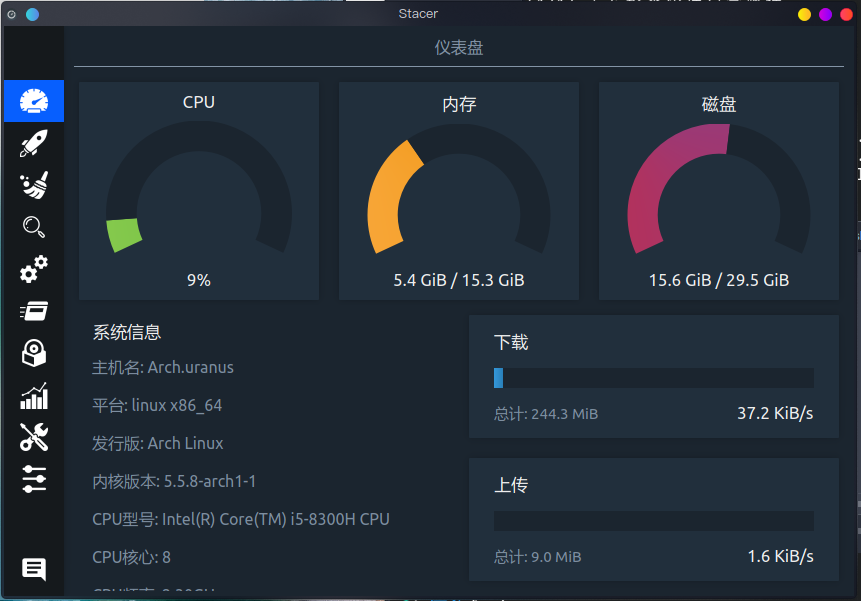 Stacer
仪表盘
CPU
内存
磁盘
9%
5.4 GiB / 15.3 GiB
15.6 GiB / 29.5 GiB
系统信息
主机名: Arch.uranus
平台: linux x86_64
发行版: Arch Linux
内核版本: 5.5.8-arch1-1
CPU型号: Intel(R) Core(TM) i5-8300H CPU
CPU核心: 8
下载
总计: 244.3 MiB
37.2 KiB/s
上传
总计: 9.0 MiB
1.6 KiB/s